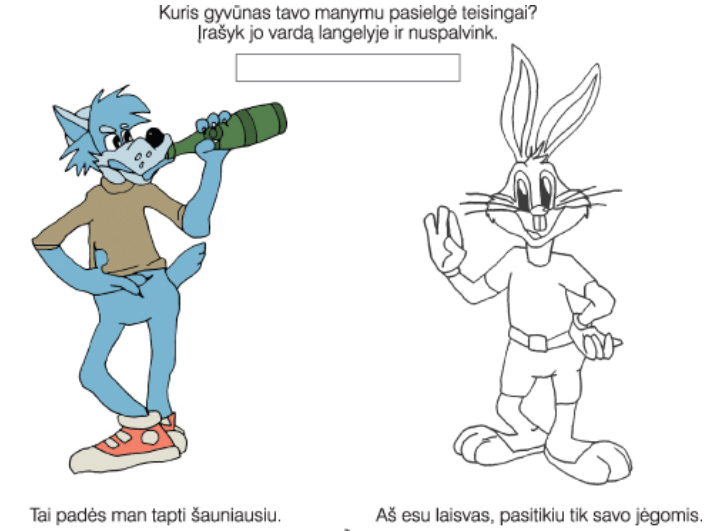 Kuris gyvūnas tavo manymu pasielgė teisingai?
Įrašyk jo vardą langelyje ir nuspalvink.
Tai padės man tapti šauniausiu.
Aš esu laisvas, pasitikiu tik savo jėgomis.